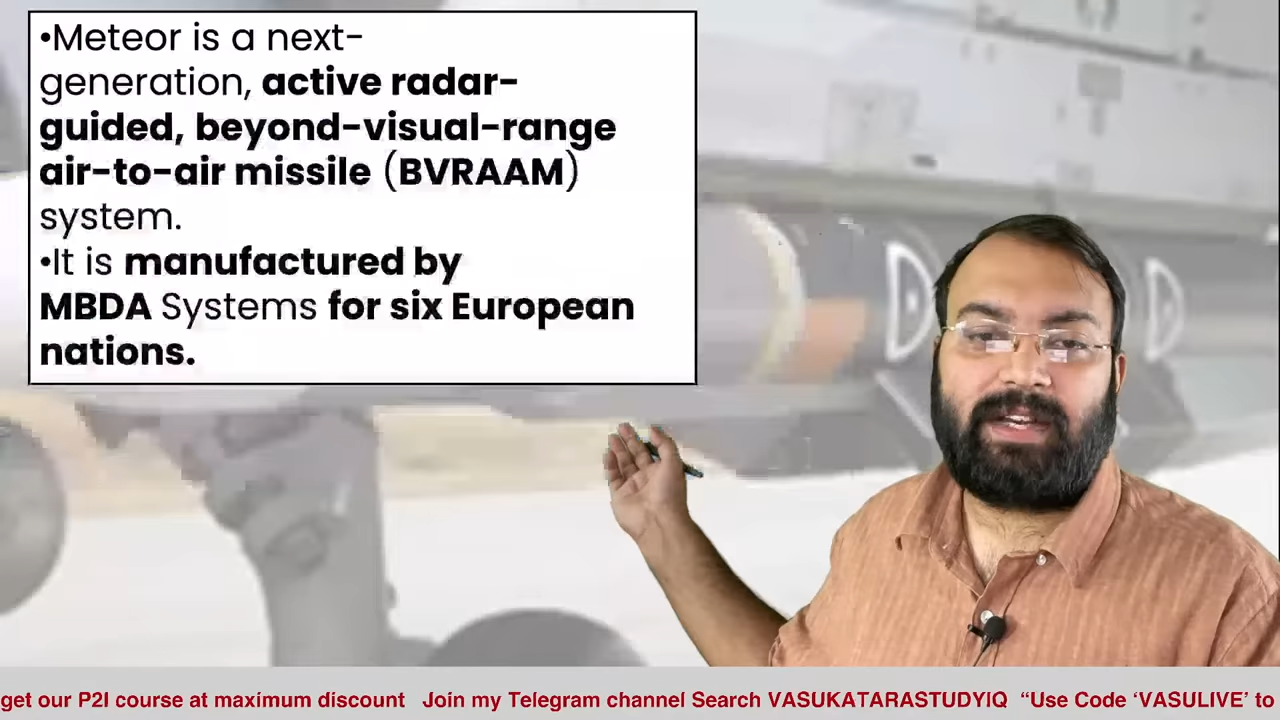 •Meteor is a next-
generation, active radar-
guided, beyond-visual-range
air-to-air missile (BVRAAM)
system.
•It is manufactured by
MBDA Systems for six European
nations.
get our P2I course at maximum discount Join my Telegram channel Search VASUKATARASTUDYIQ “Use Code ‘VASULIVE’ to